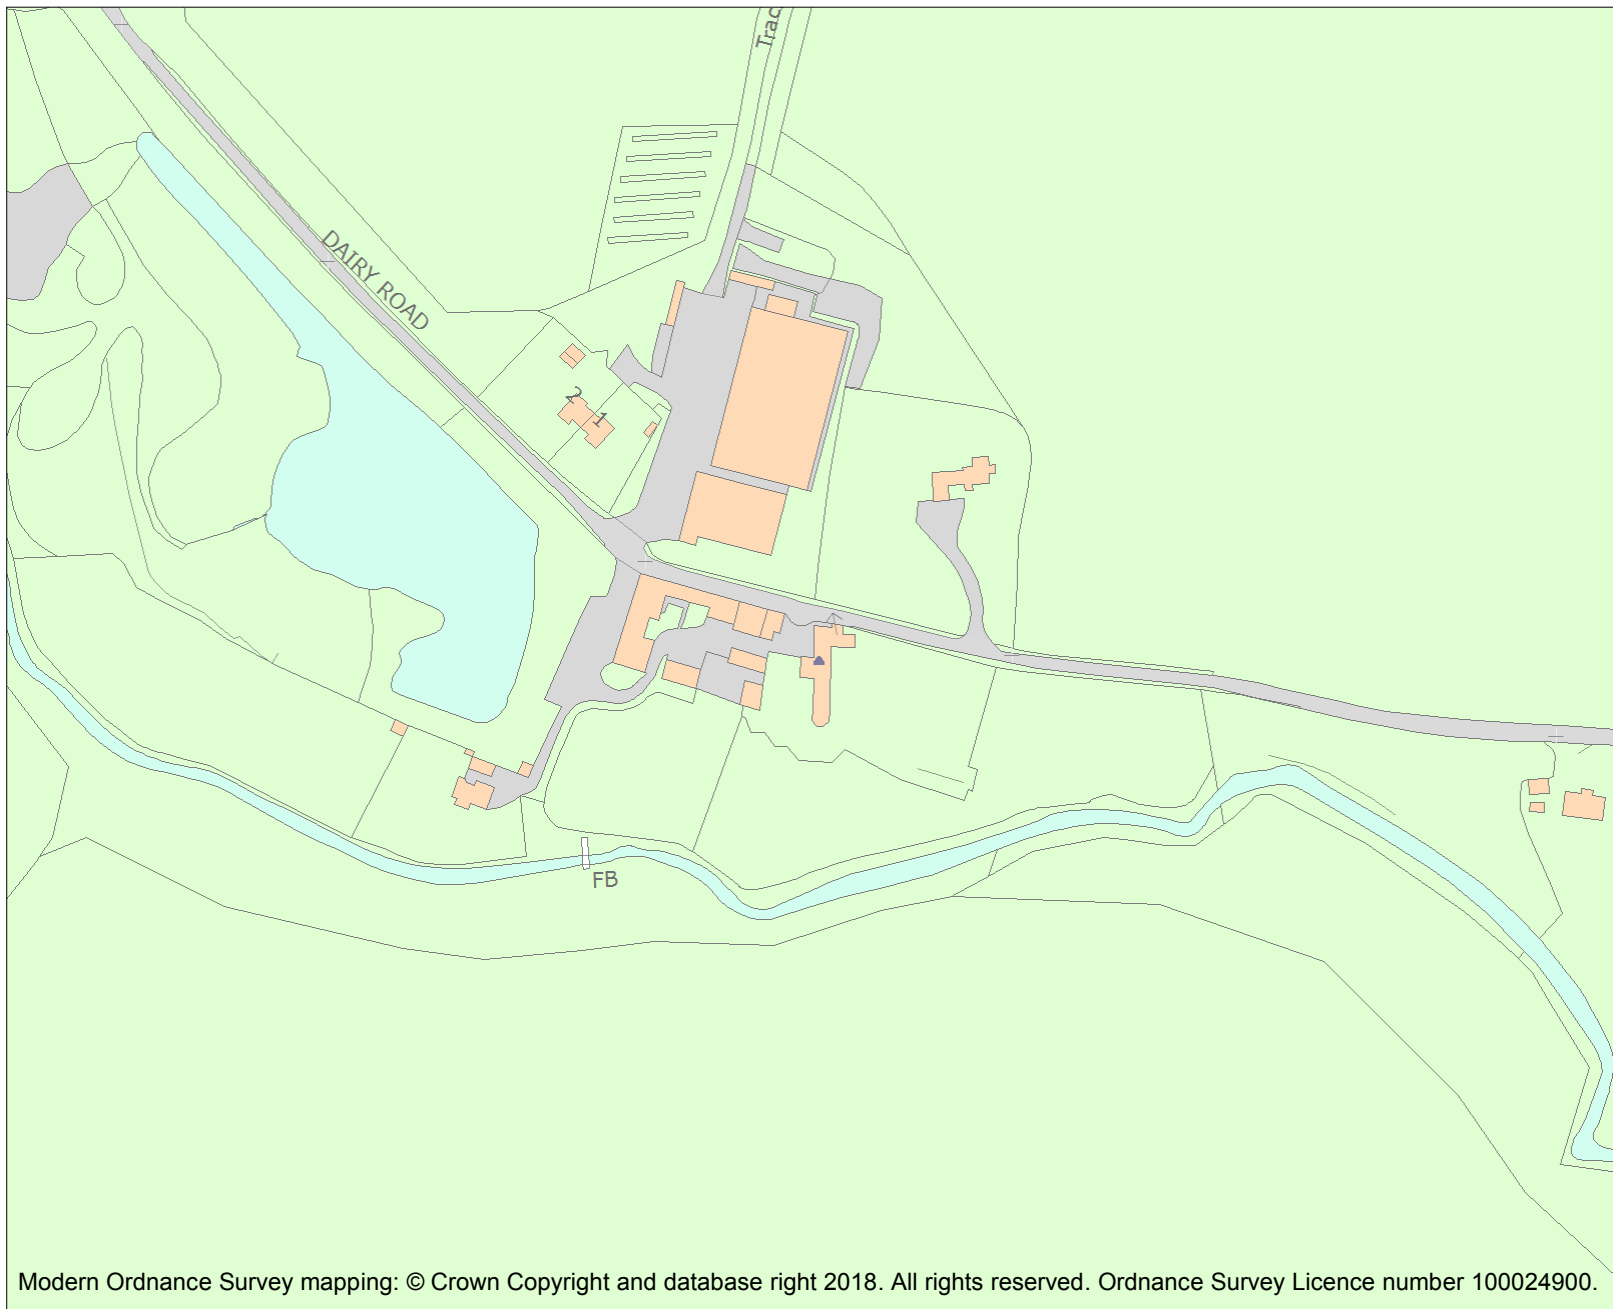 Trac
DAIRY ROAD
2
1
FB
Modern Ordnance Survey mapping: © Crown Copyright and database right 2018. All rights reserved. Ordnance Survey Licence number 100024900.